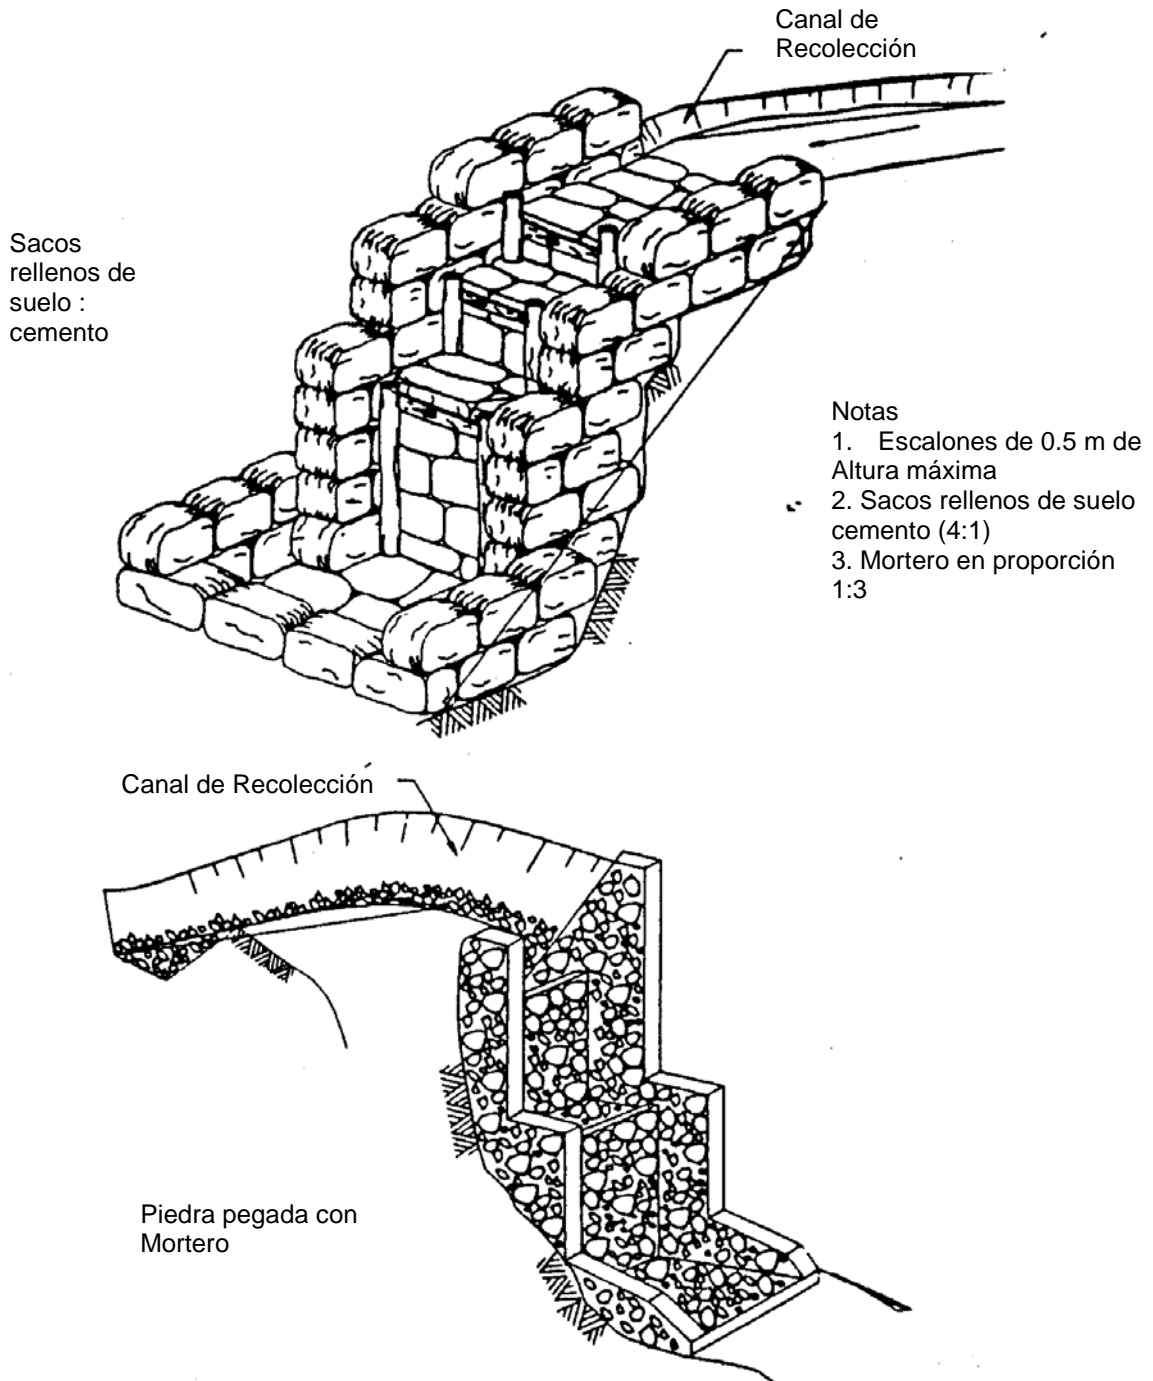 Canal de
Recolección
Sacos
rellenos de
suelo :
cemento
Notas
1. Escalones de 0.5 m de
Altura máxima
2. Sacos rellenos de suelo
cemento (4:1)
3. Mortero en proporción
1:3
Canal de Recolección
Piedra pegada con
Mortero